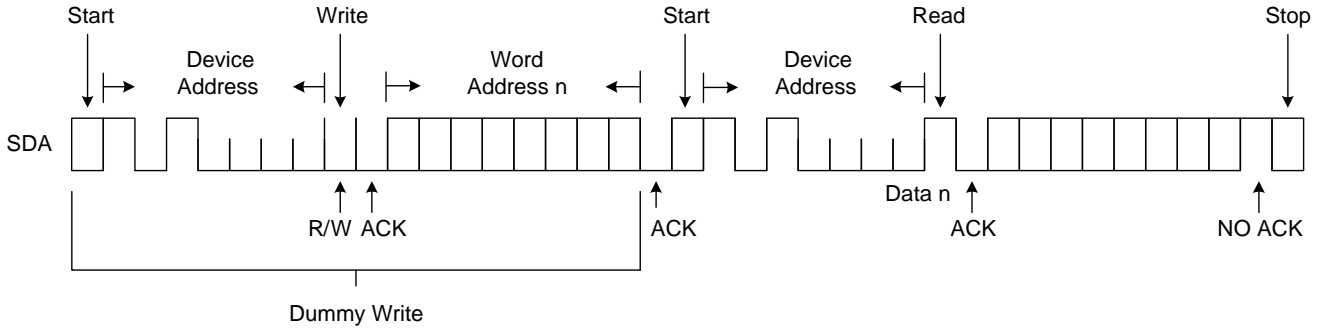 Start
Write
Start
Read
Stop
Device
Address
Word
Address n
Device
Address
SDA
Data n
R/W
ACK
ACK
ACK
NO ACK
Dummy Write